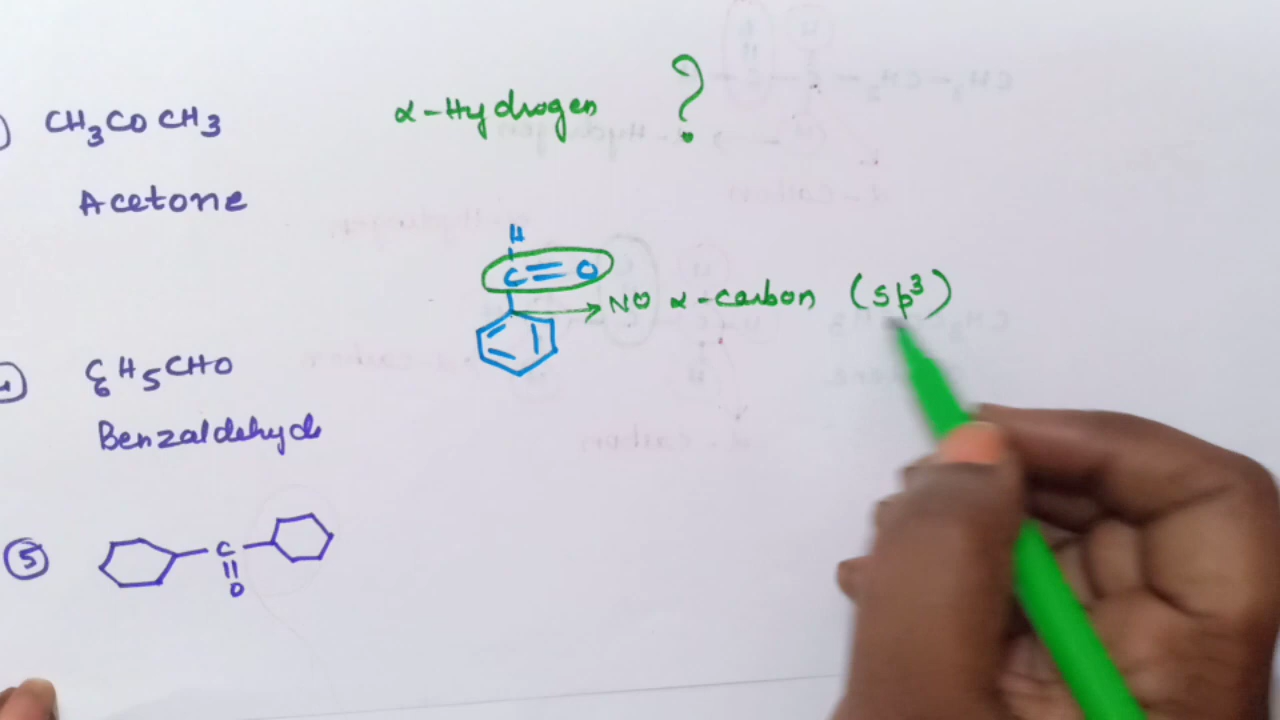 CH3COCH3
α-Hydrogen ?
Acetone
H
C=O
NO α-carbon (sp³)
C6H5CHO
Benzaldehyde
5
C
O